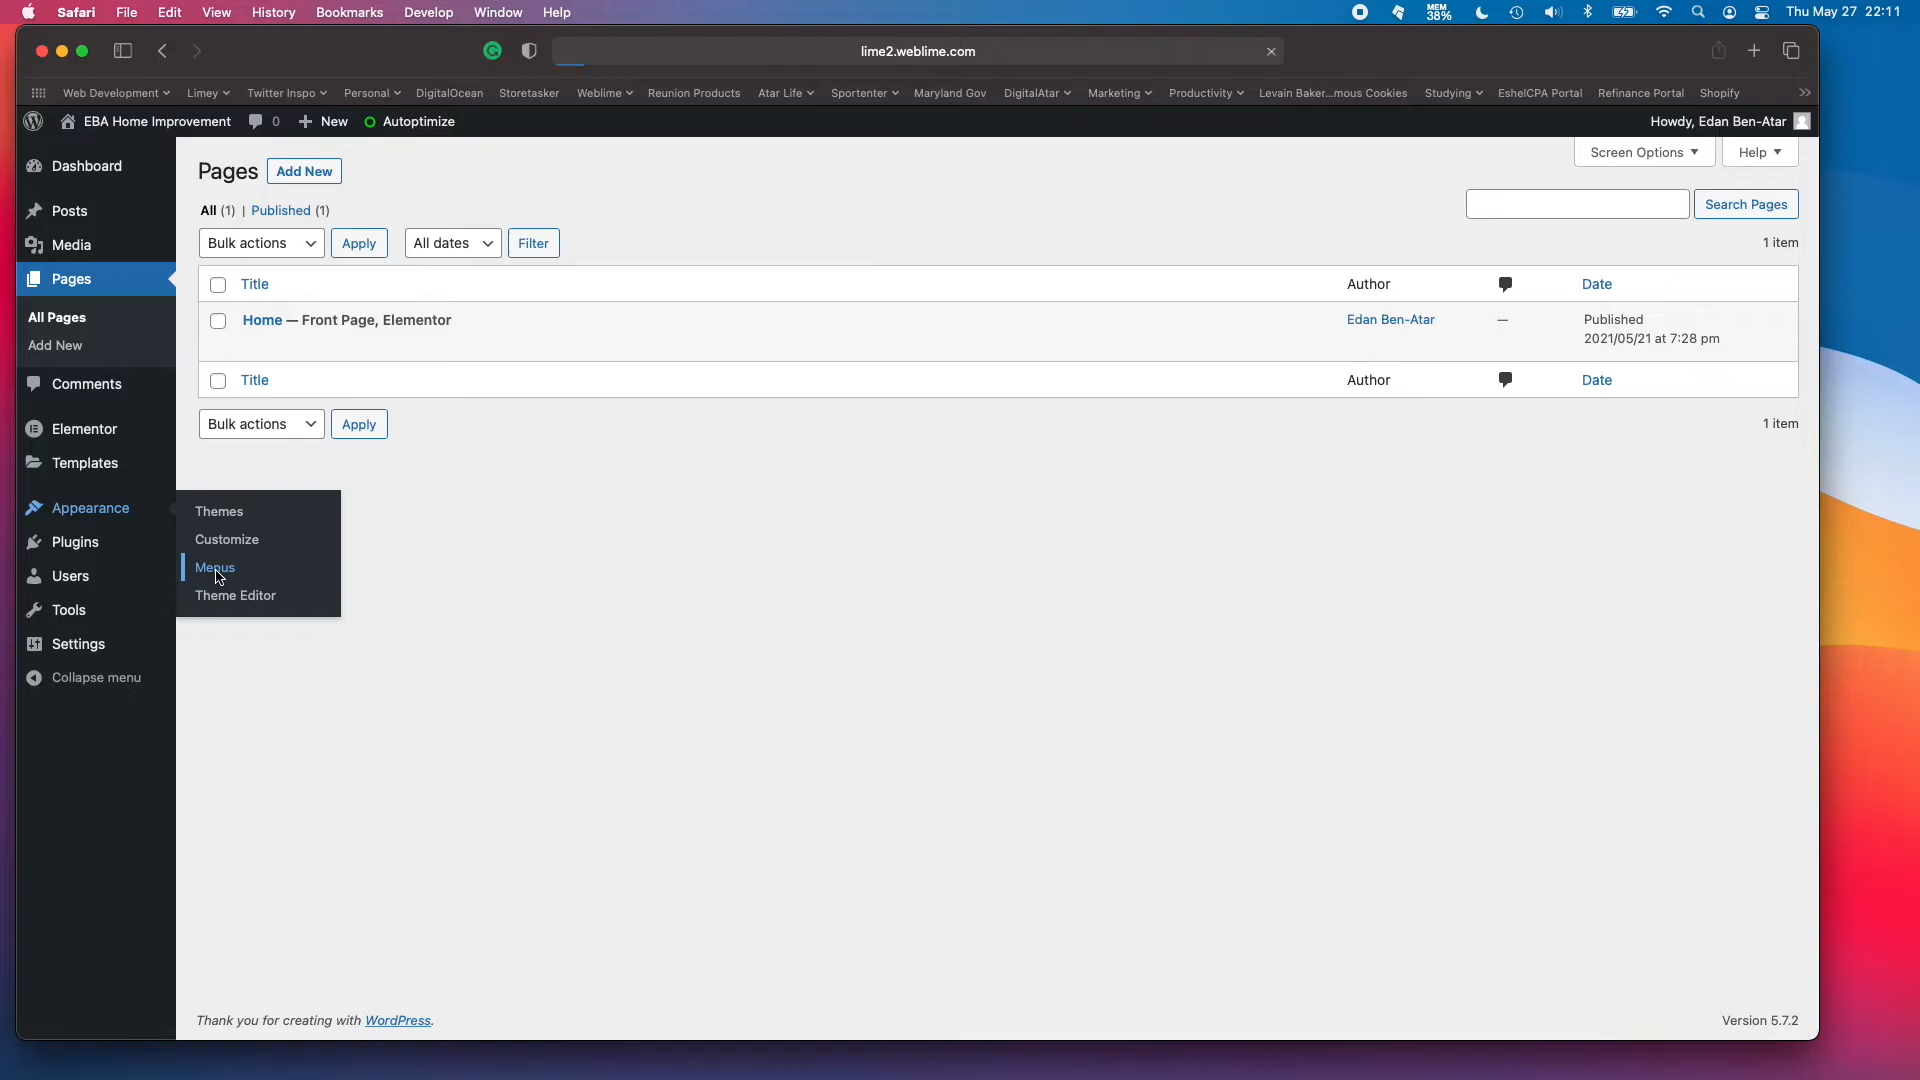 Safari File Edit View History Bookmarks Develop Window Help MEM 38% Thu May 27 22:11
lime2.weblime.com
Web Development Limey Twitter Inspo Personal DigitalOcean Storetasker Weblime Reunion Products Atar Life Sportenter Maryland Gov DigitalAtar Marketing Productivity Levain Baker...mous Cookies Studying EshelCPA Portal Refinance Portal Shopify
EBA Home Improvement 0 New Autoptimize Howdy, Edan Ben-Atar
Screen Options Help
Dashboard
Posts
Media
Pages
All Pages
Add New
Comments
Elementor
Templates
Appearance
Plugins
Users
Tools
Settings
Collapse menu
Themes
Customize
Menus
Theme Editor
Pages Add New
All (1) | Published (1)
Search Pages
Bulk actions Apply All dates Filter 1 item
Title Author Date
Home — Front Page, Elementor Edan Ben-Atar — Published
2021/05/21 at 7:28 pm
Title Author Date
Bulk actions Apply 1 item
Thank you for creating with WordPress. Version 5.7.2